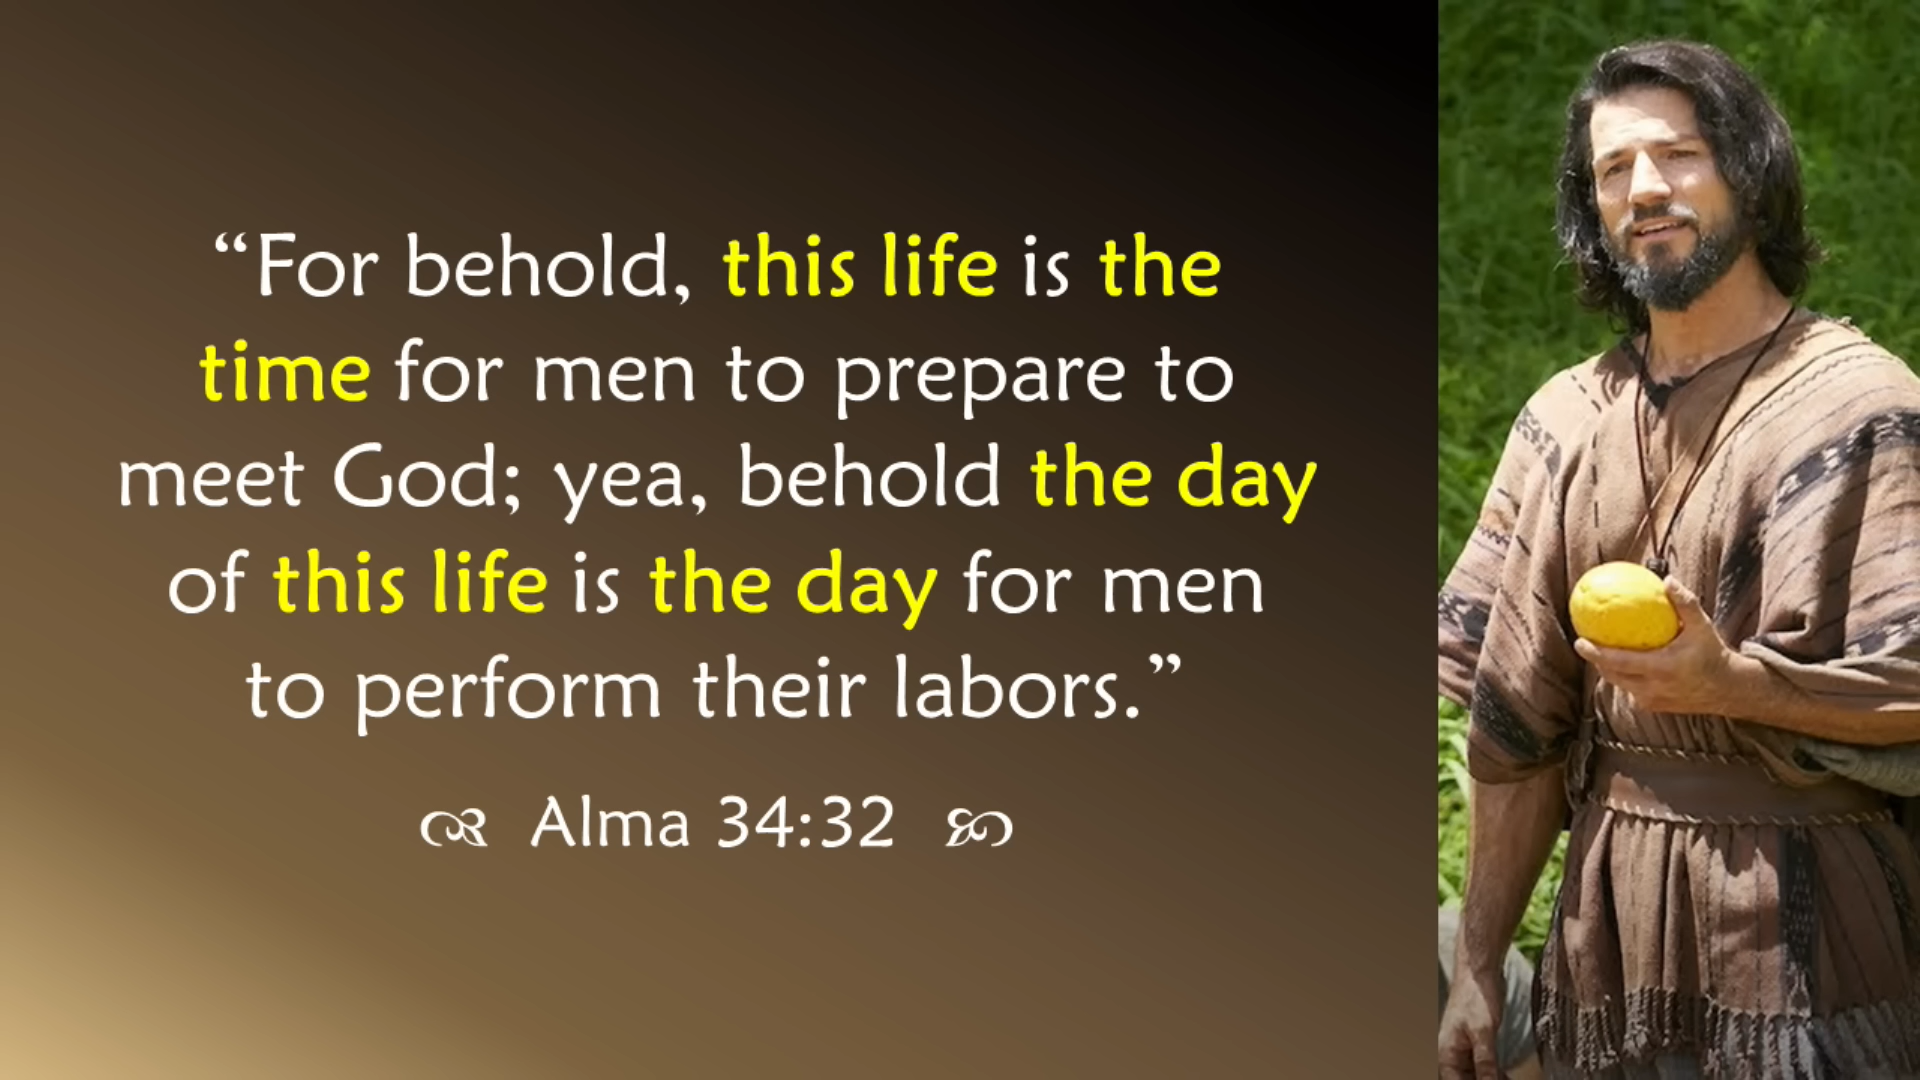 “For behold, this life is the
time for men to prepare to
meet God; yea, behold the day
of this life is the day for men
to perform their labors.”
Alma 34:32